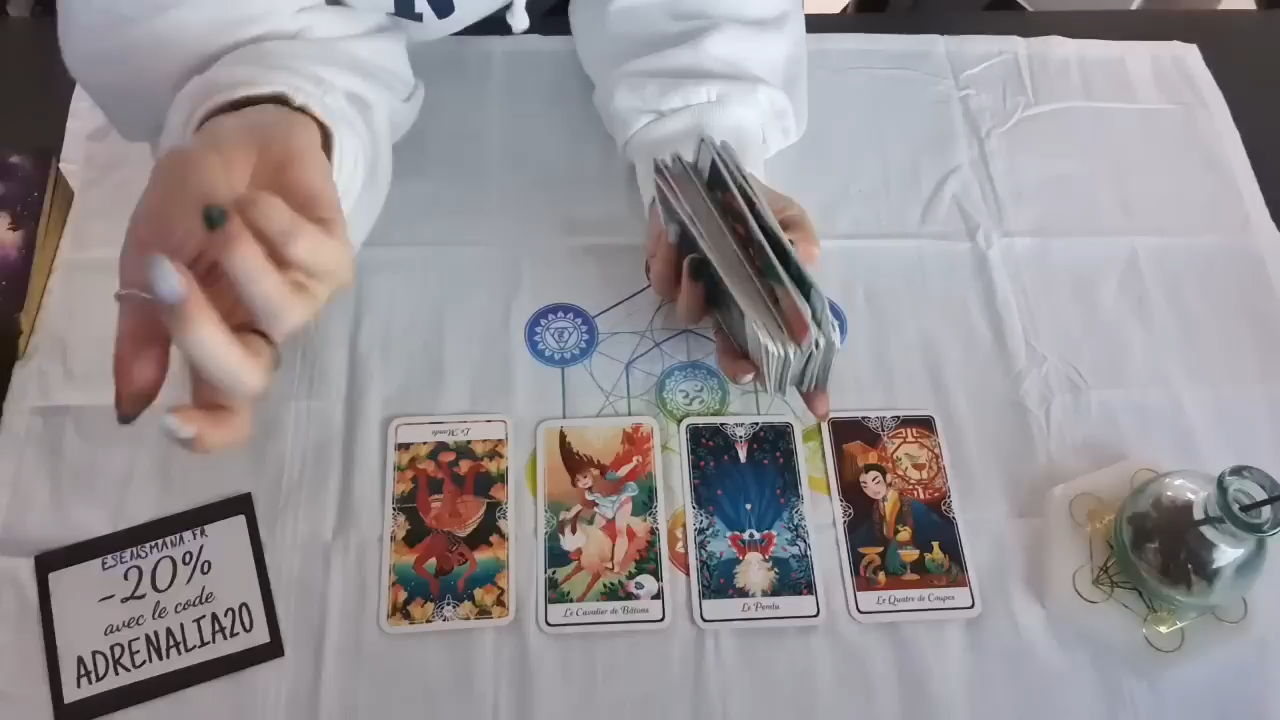 Le Monde
Le Cavalier de Bâtons
Le Pendu
Le Quatre de Coupes
ESENSMANA.FR
-20%
avec le code
ADRENALIA20